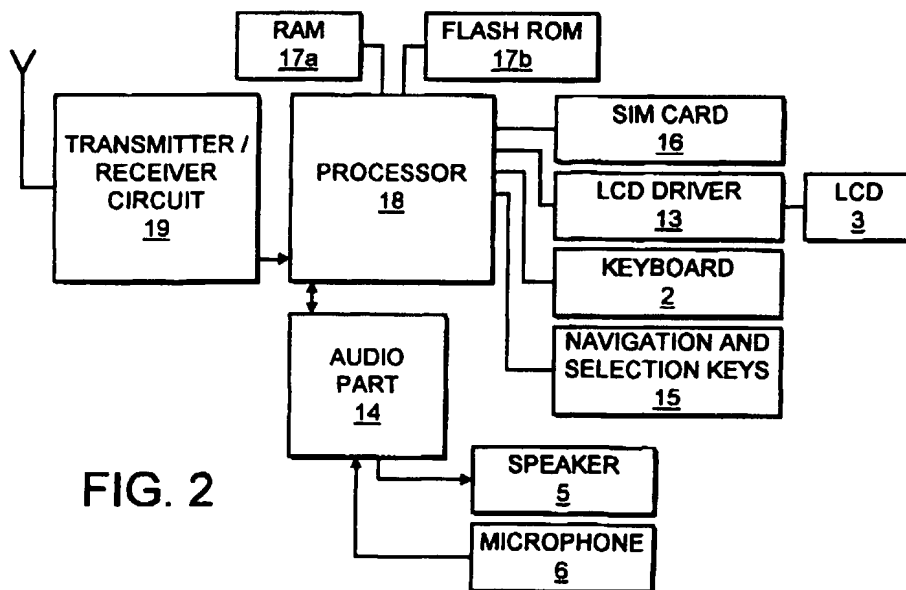 RAM
17a
FLASH ROM
17b
TRANSMITTER /
RECEIVER
CIRCUIT
19
PROCESSOR
18
SIM CARD
16
LCD DRIVER
13
LCD
3
KEYBOARD
2
NAVIGATION AND
SELECTION KEYS
15
AUDIO
PART
14
SPEAKER
5
MICROPHONE
6
FIG. 2